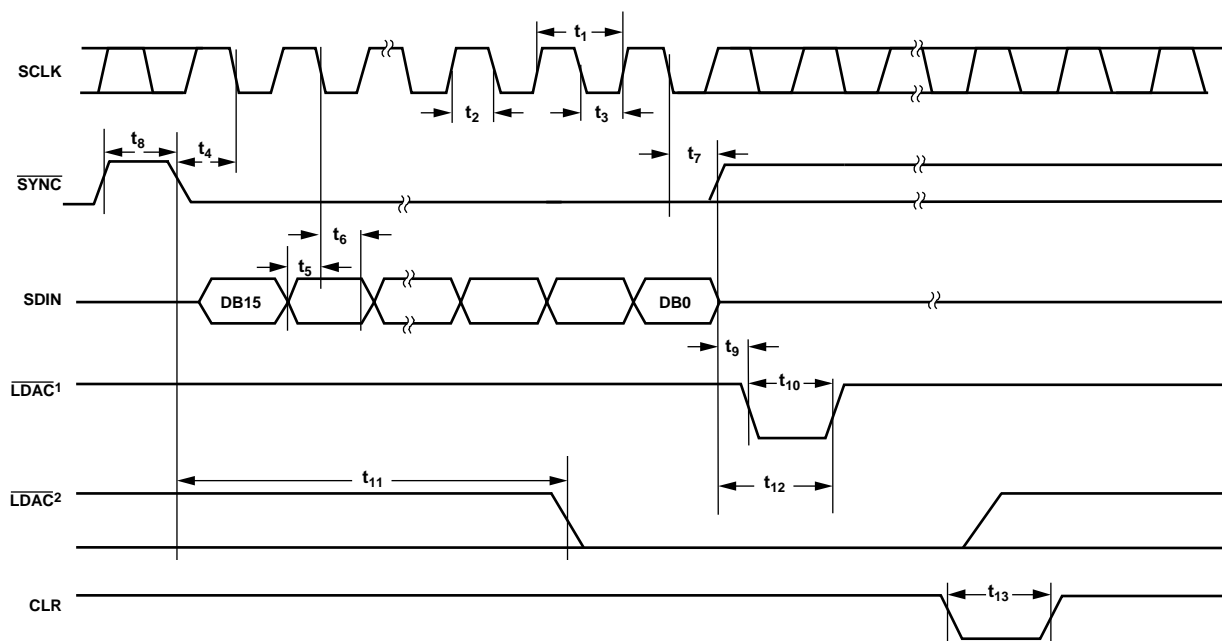 SCLK
t1
t2
t3
t8
t4
t7
SYNC
t6
t5
SDIN
DB15
DB0
t9
LDAC1
t10
t11
t12
LDAC2
CLR
t13